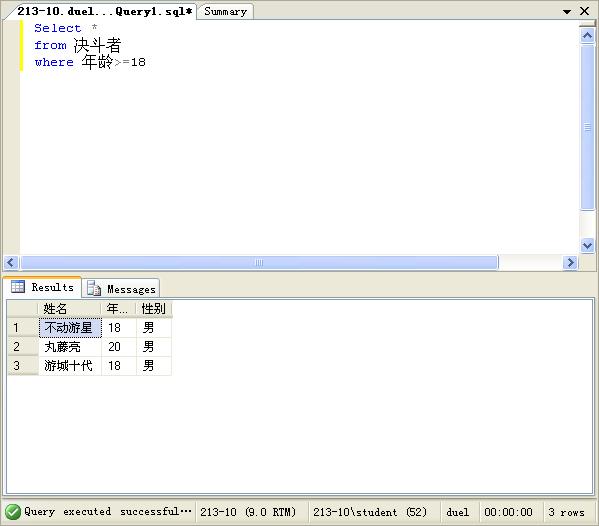 213-10.duel...Query1.sql* Summary
Select *
from 决斗者
where 年龄>=18
Results Messages
姓名 年... 性别
1 不动游星 18 男
2 丸藤亮 20 男
3 游城十代 18 男
Query executed successful... 213-10 (9.0 RTM) 213-10\student (52) duel 00:00:00 3 rows